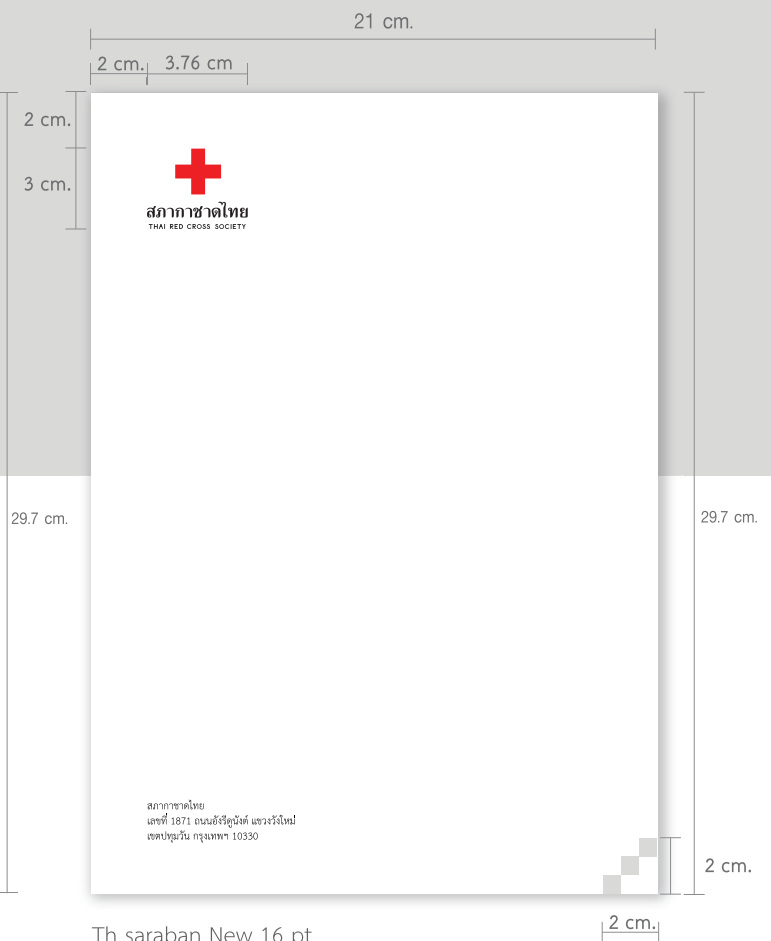 21 cm.
2 cm. 3.76 cm
2 cm.
3 cm.
สภากาชาดไทย
THAI RED CROSS SOCIETY
29.7 cm.
29.7 cm.
สภากาชาดไทย
เลขที่ 1871 ถนนอังรีดูนังต์ แขวงวังใหม่
เขตปทุมวัน กรุงเทพฯ 10330
2 cm.
2 cm.
Th saraban New 16 pt